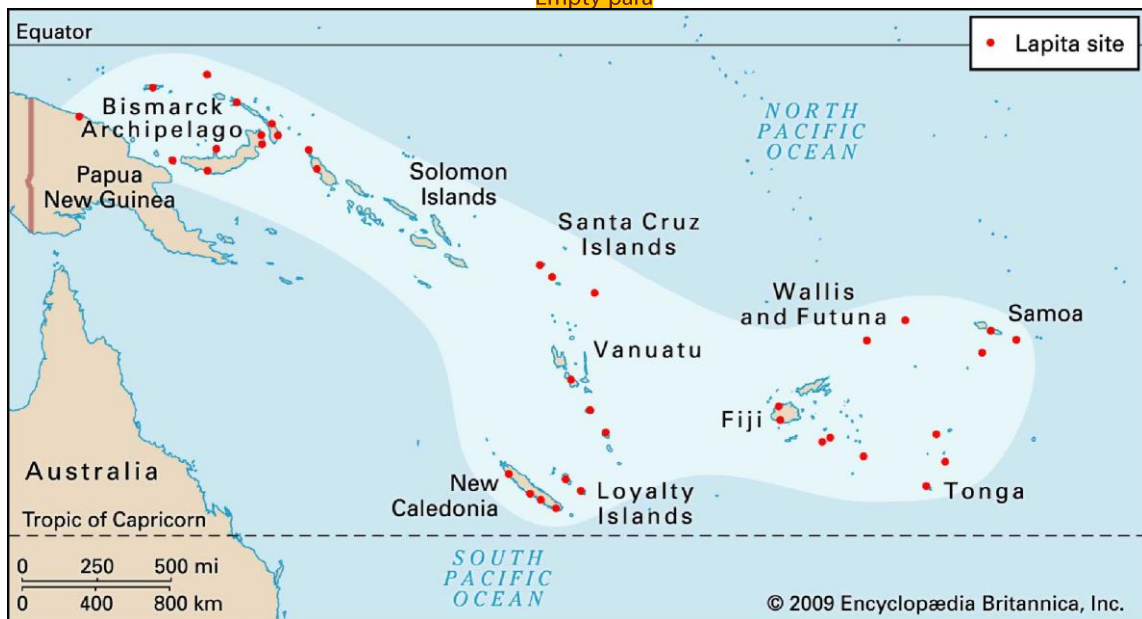 Empty para
Equator
Lapita site
Bismarck
Archipelago
NORTH
PACIFIC
OCEAN
Papua
New Guinea
Solomon
Islands
Santa Cruz
Islands
Wallis
and Futuna
Samoa
Vanuatu
Fiji
Australia
New
Caledonia
Loyalty
Islands
Tonga
Tropic of Capricorn
0 250 500 mi
0 400 800 km
SOUTH
PACIFIC
OCEAN
© 2009 Encyclopædia Britannica, Inc.